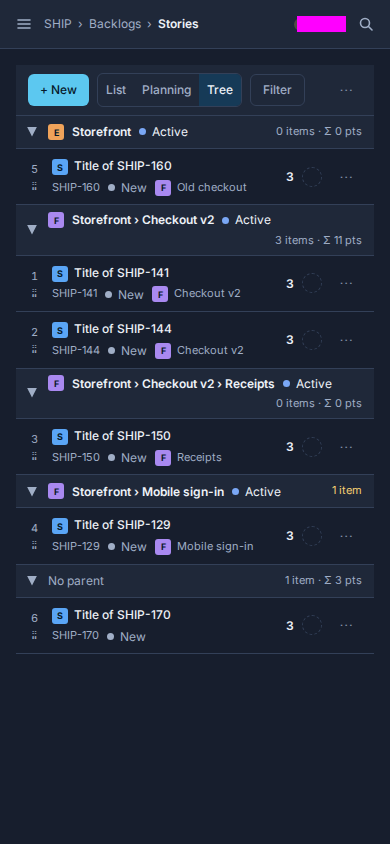 SHIP › Backlogs › Stories
+ New List Planning Tree Filter ...
E Storefront Active 0 items · Σ 0 pts
5 S Title of SHIP-160 3 ...
SHIP-160 New F Old checkout
F Storefront › Checkout v2 Active
3 items · Σ 11 pts
1 S Title of SHIP-141 3 ...
SHIP-141 New F Checkout v2
2 S Title of SHIP-144 3 ...
SHIP-144 New F Checkout v2
F Storefront › Checkout v2 › Receipts Active
0 items · Σ 0 pts
3 S Title of SHIP-150 3 ...
SHIP-150 New F Receipts
F Storefront › Mobile sign-in Active 1 item
4 S Title of SHIP-129 3 ...
SHIP-129 New F Mobile sign-in
No parent 1 item · Σ 3 pts
6 S Title of SHIP-170 3 ...
SHIP-170 New